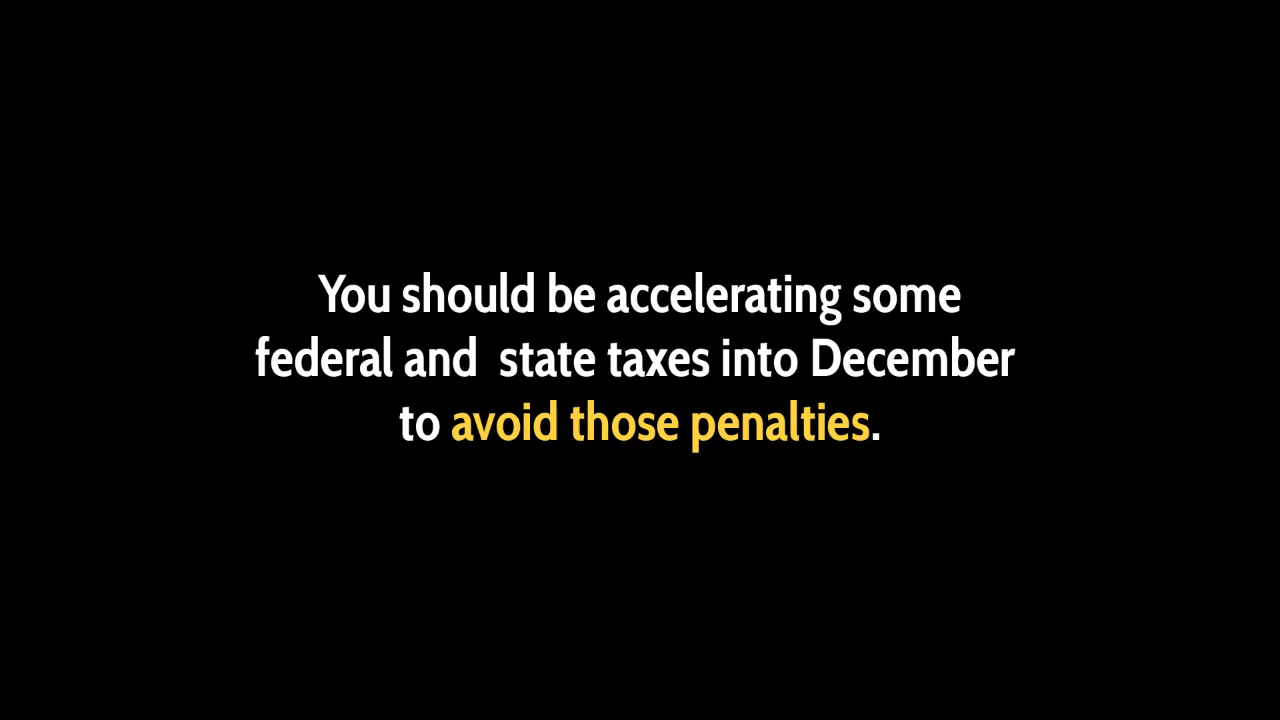 You should be accelerating some
federal and  state taxes into December
to avoid those penalties.